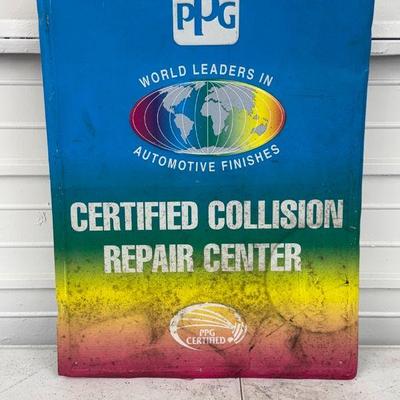 PPG
WORLD LEADERS IN
AUTOMOTIVE FINISHES
CERTIFIED COLLISION
REPAIR CENTER
PPG
CERTIFIED